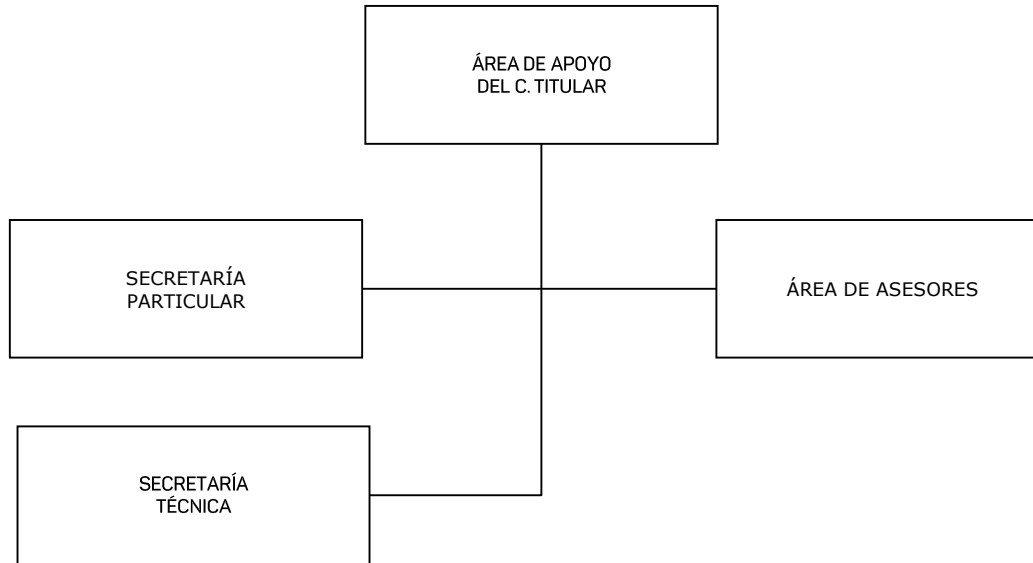 ÁREA DE APOYO
DEL C. TITULAR
SECRETARÍA
PARTICULAR
ÁREA DE ASESORES
SECRETARÍA
TÉCNICA